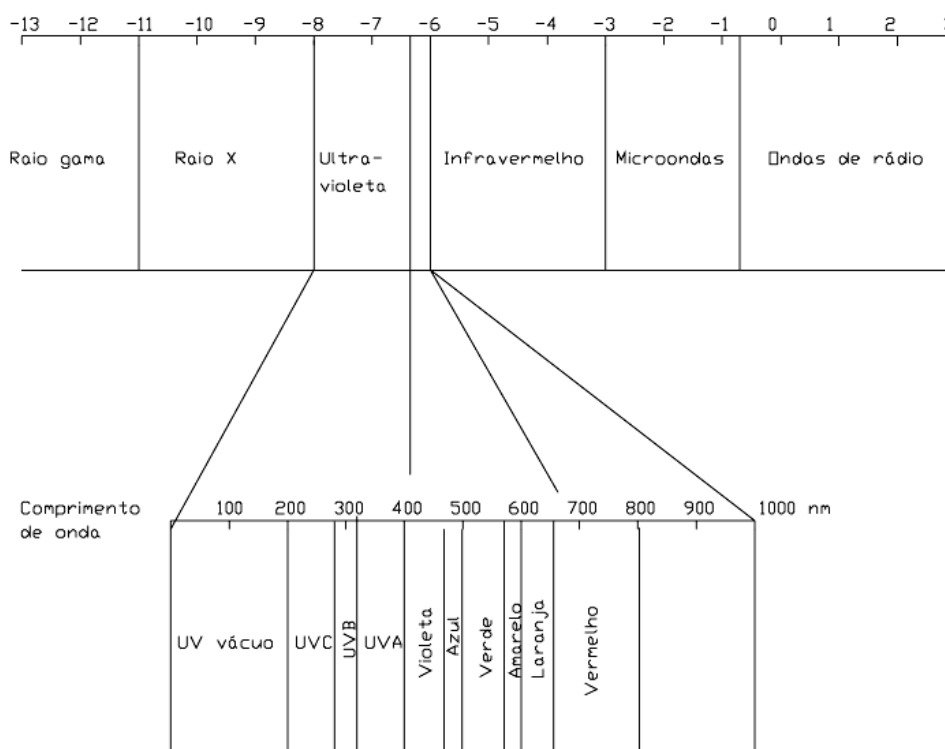 -13 -12 -11 -10 -9 -8 -7 -6 -5 -4 -3 -2 -1 0 1 2
Raio gama Raio X Ultra- Infravermelho Microondas Ondas de rádio
violeta
Comprimento 100 200 300 400 500 600 700 800 900 1000 nm
de onda
UV vácuo UVC UVB UVA Violeta Azul Verde Amarelo Laranja Vermelho